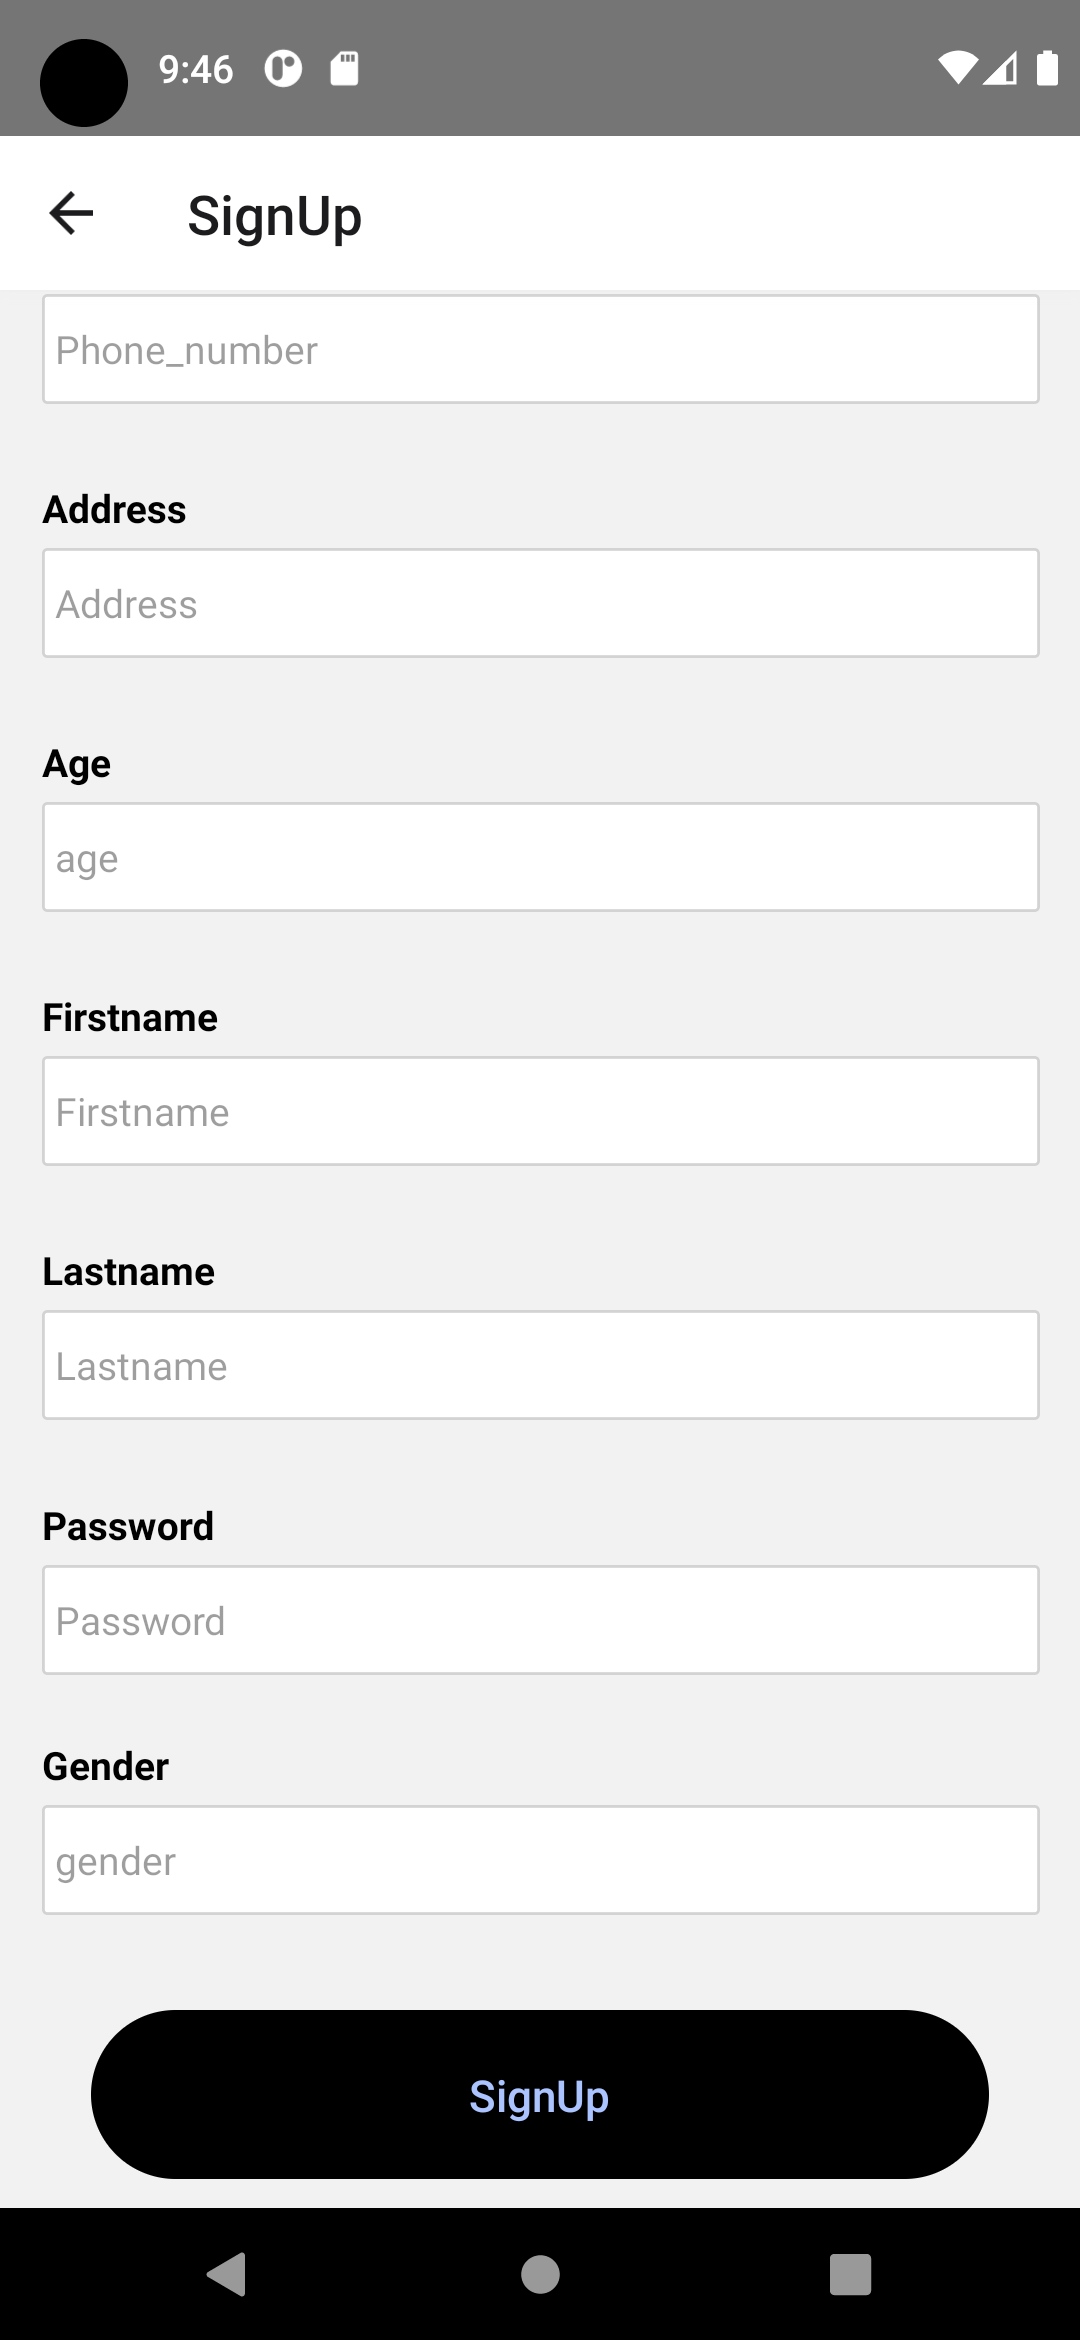 9:46
SignUp
Phone_number
Address
Address
Age
age
Firstname
Firstname
Lastname
Lastname
Password
Password
Gender
gender
SignUp